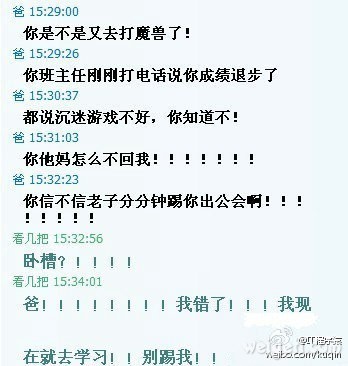 爸 15:29:00
你是不是又去打魔兽了！
爸 15:29:26
你班主任刚刚打电话说你成绩退步了
爸 15:30:37
都说沉迷游戏不好，你知道不！
爸 15:31:03
你他妈怎么不回我！！！！！！！
爸 15:32:23
你信不信老子分分钟踢你出公会啊！！！
！！！！！
看几把 15:32:56
卧槽？！！！！
看几把 15:34:01
爸！！！！！！！！我错了！！！我现
在就去学习！！别踢我！！
weibo.com/kuqin